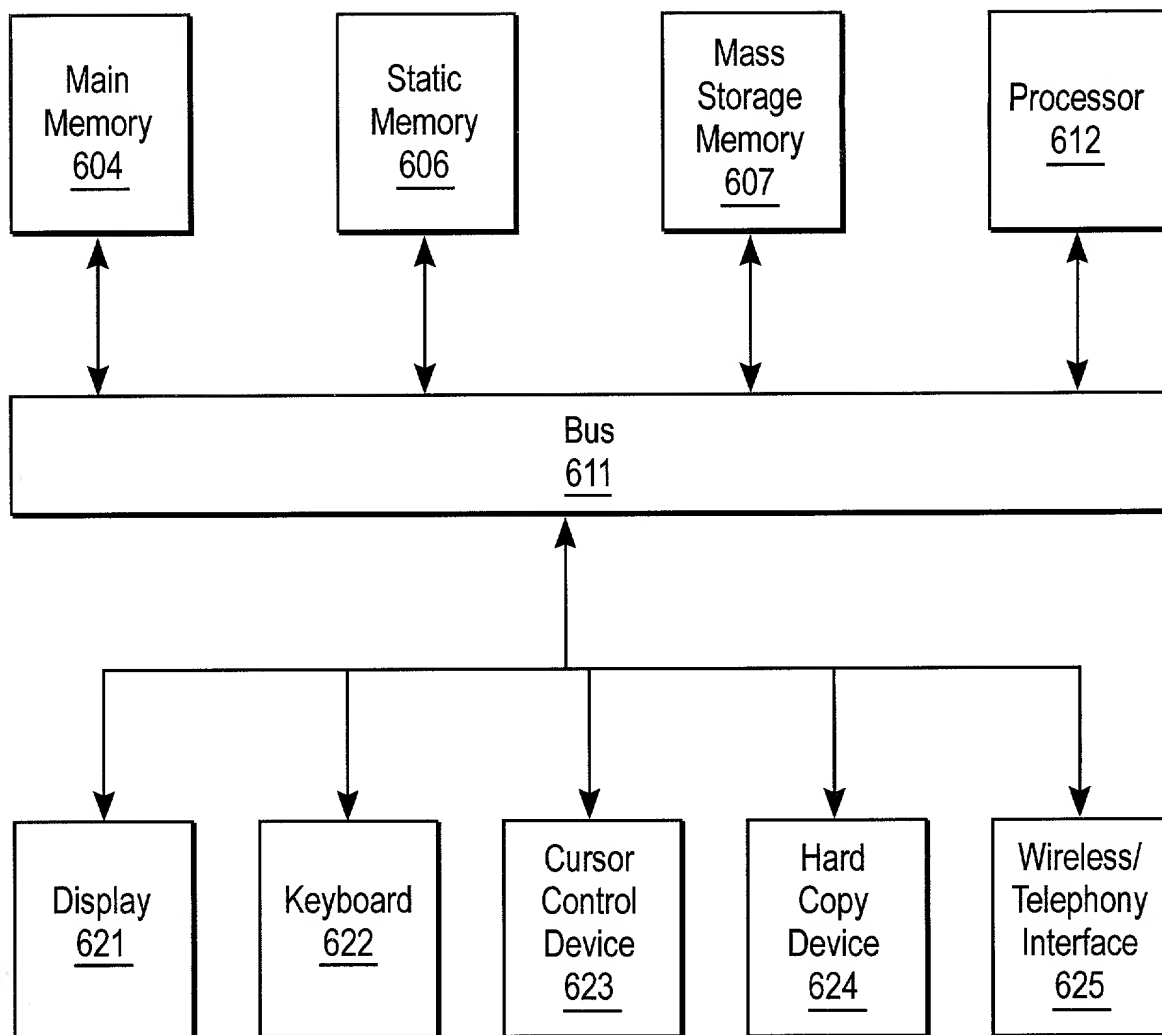 Main
Memory
604
Static
Memory
606
Mass
Storage
Memory
607
Processor
612
Bus
611
Display
621
Keyboard
622
Cursor
Control
Device
623
Hard
Copy
Device
624
Wireless/
Telephony
Interface
625